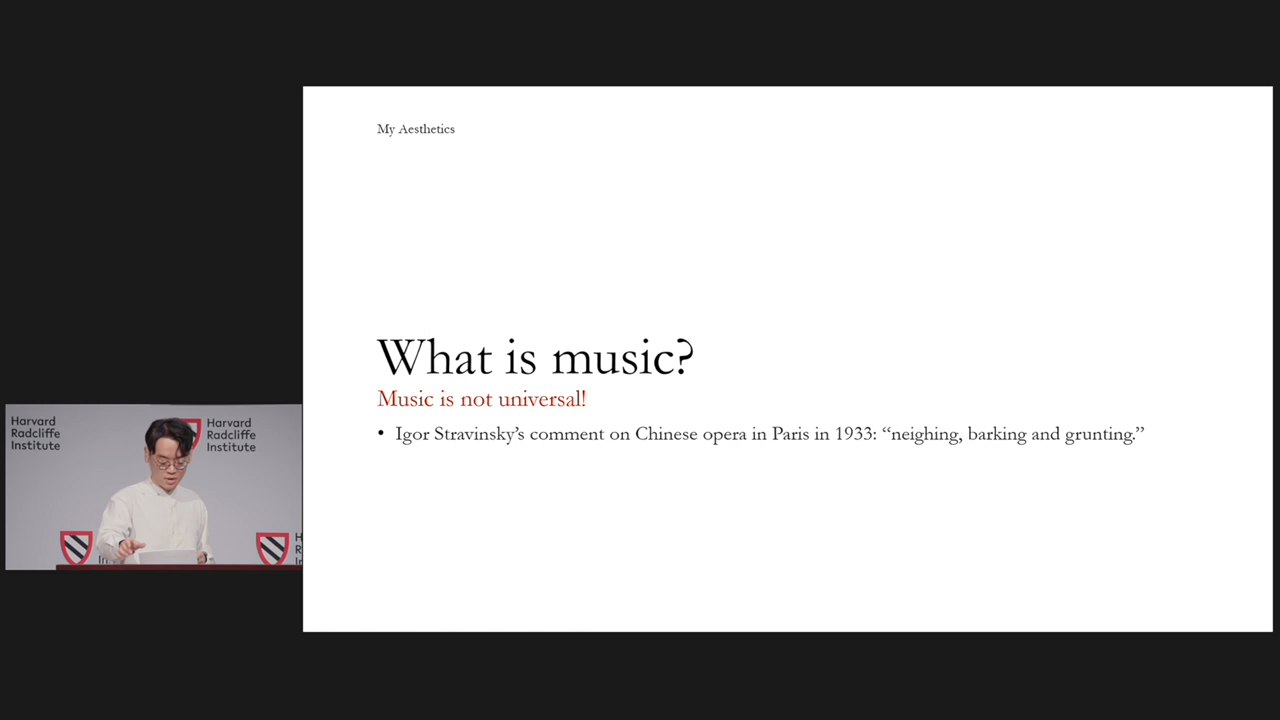 My Aesthetics
What is music?
Music is not universal!
• Igor Stravinsky’s comment on Chinese opera in Paris in 1933: “neighing, barking and grunting.”
Harvard
Radcliffe
Institute
Harvard
Radcliffe
Institute